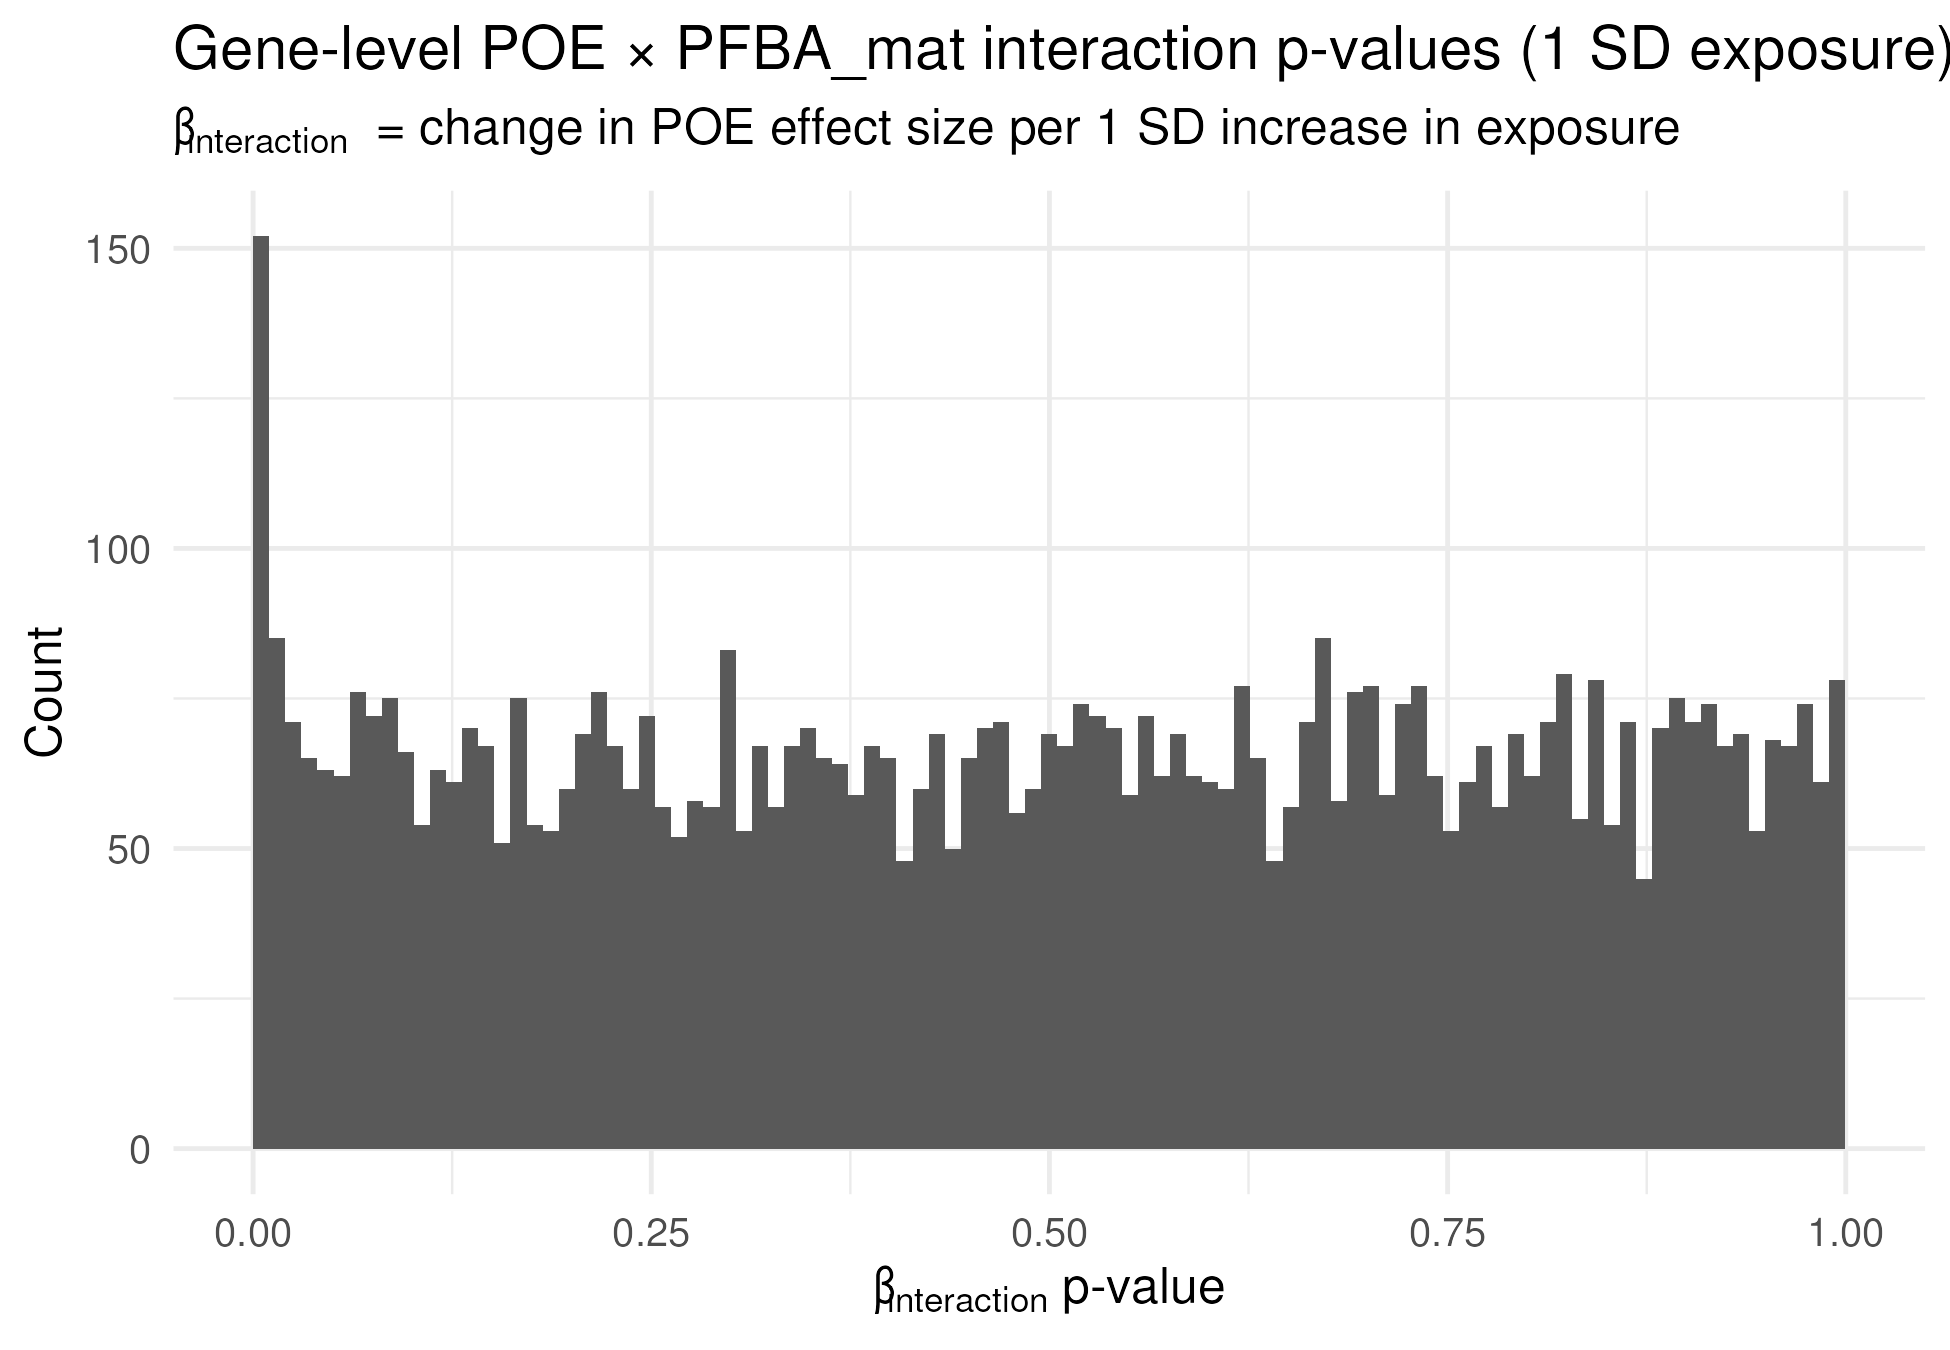 Gene-level POE × PFBA_mat interaction p-values (1 SD exposure)
βinteraction = change in POE effect size per 1 SD increase in exposure
150
100
50
0
Count
0.00 0.25 0.50 0.75 1.00
βinteraction p-value